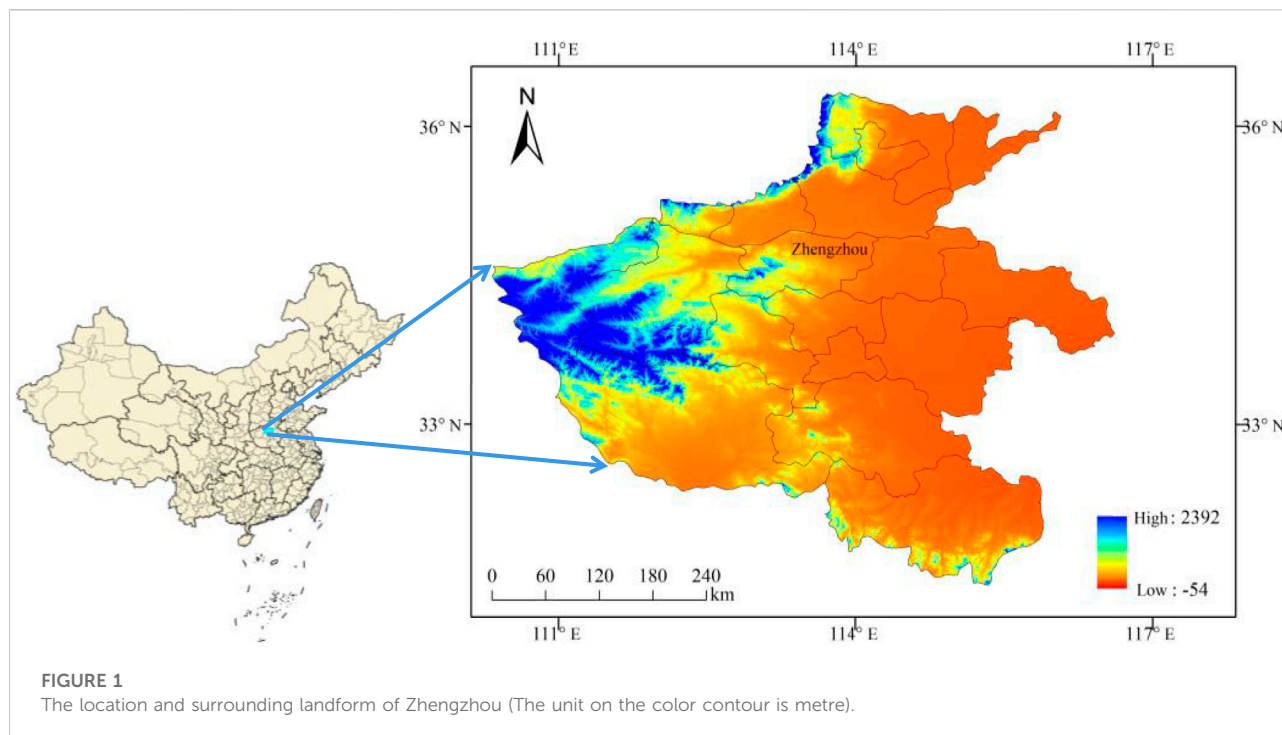 111° E
114° E
117° E
N
36° N
36° N
Zhengzhou
33° N
33° N
High : 2392
Low : -54
0 60 120 180 240
km
111° E
114° E
117° E
FIGURE 1
The location and surrounding landform of Zhengzhou (The unit on the color contour is metre).